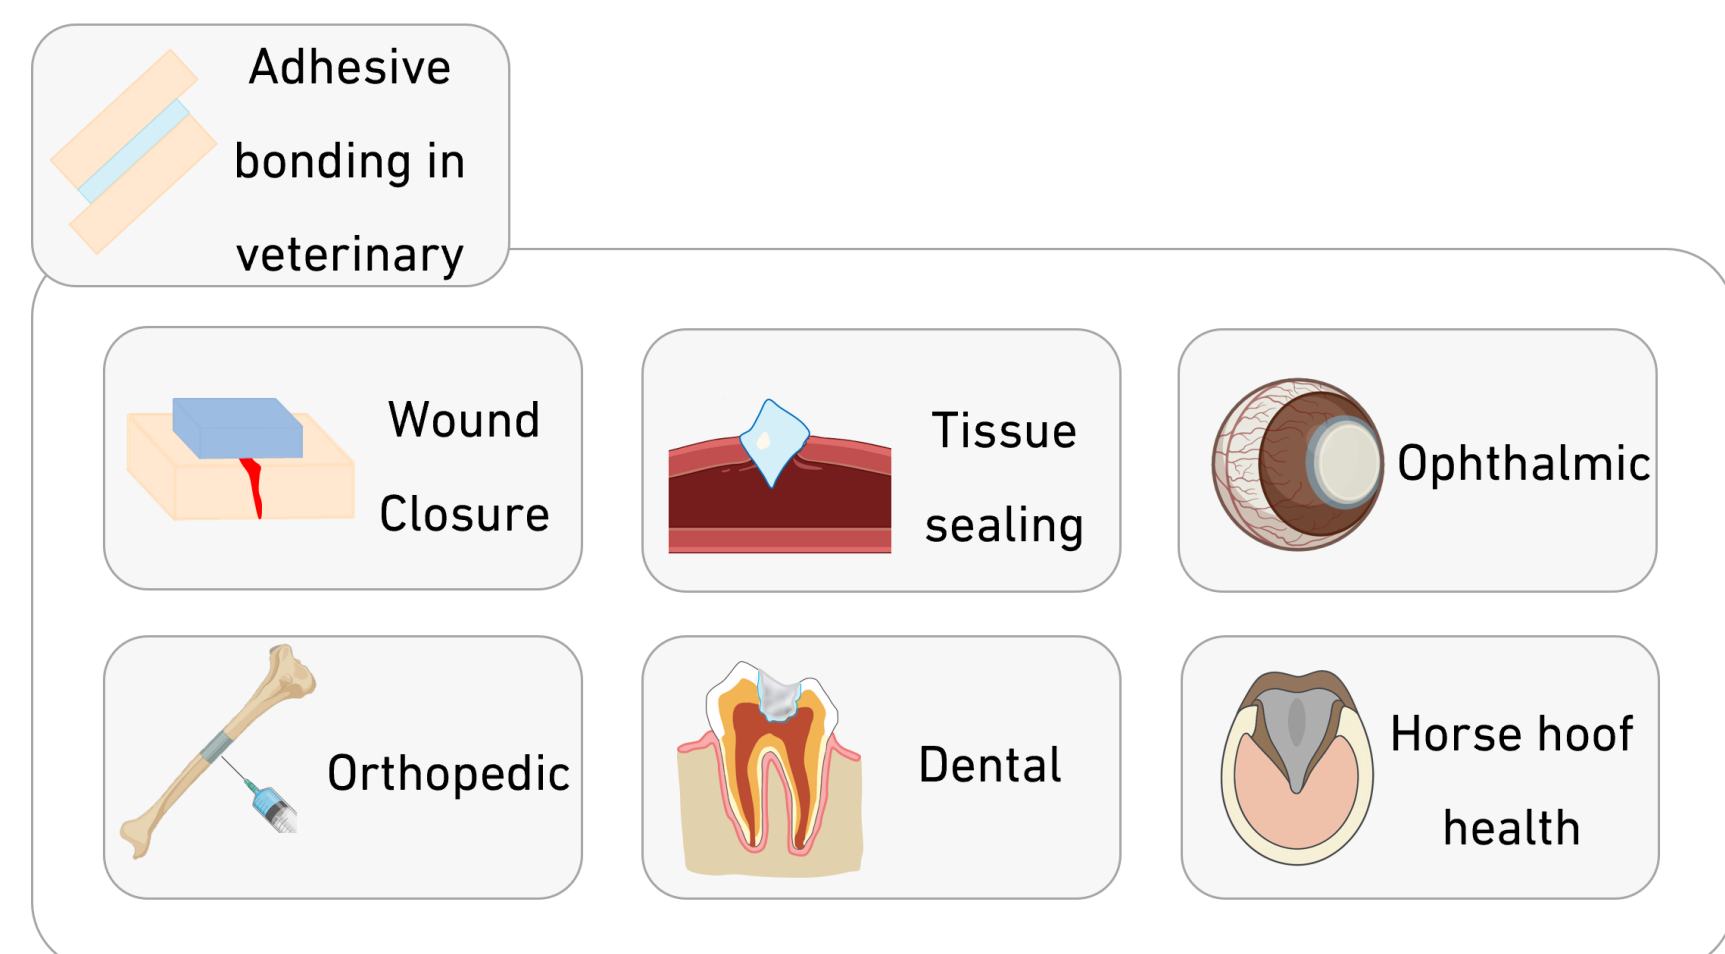 Adhesive
bonding in
veterinary
Wound
Closure
Tissue
sealing
Ophthalmic
Orthopedic
Dental
Horse hoof
health